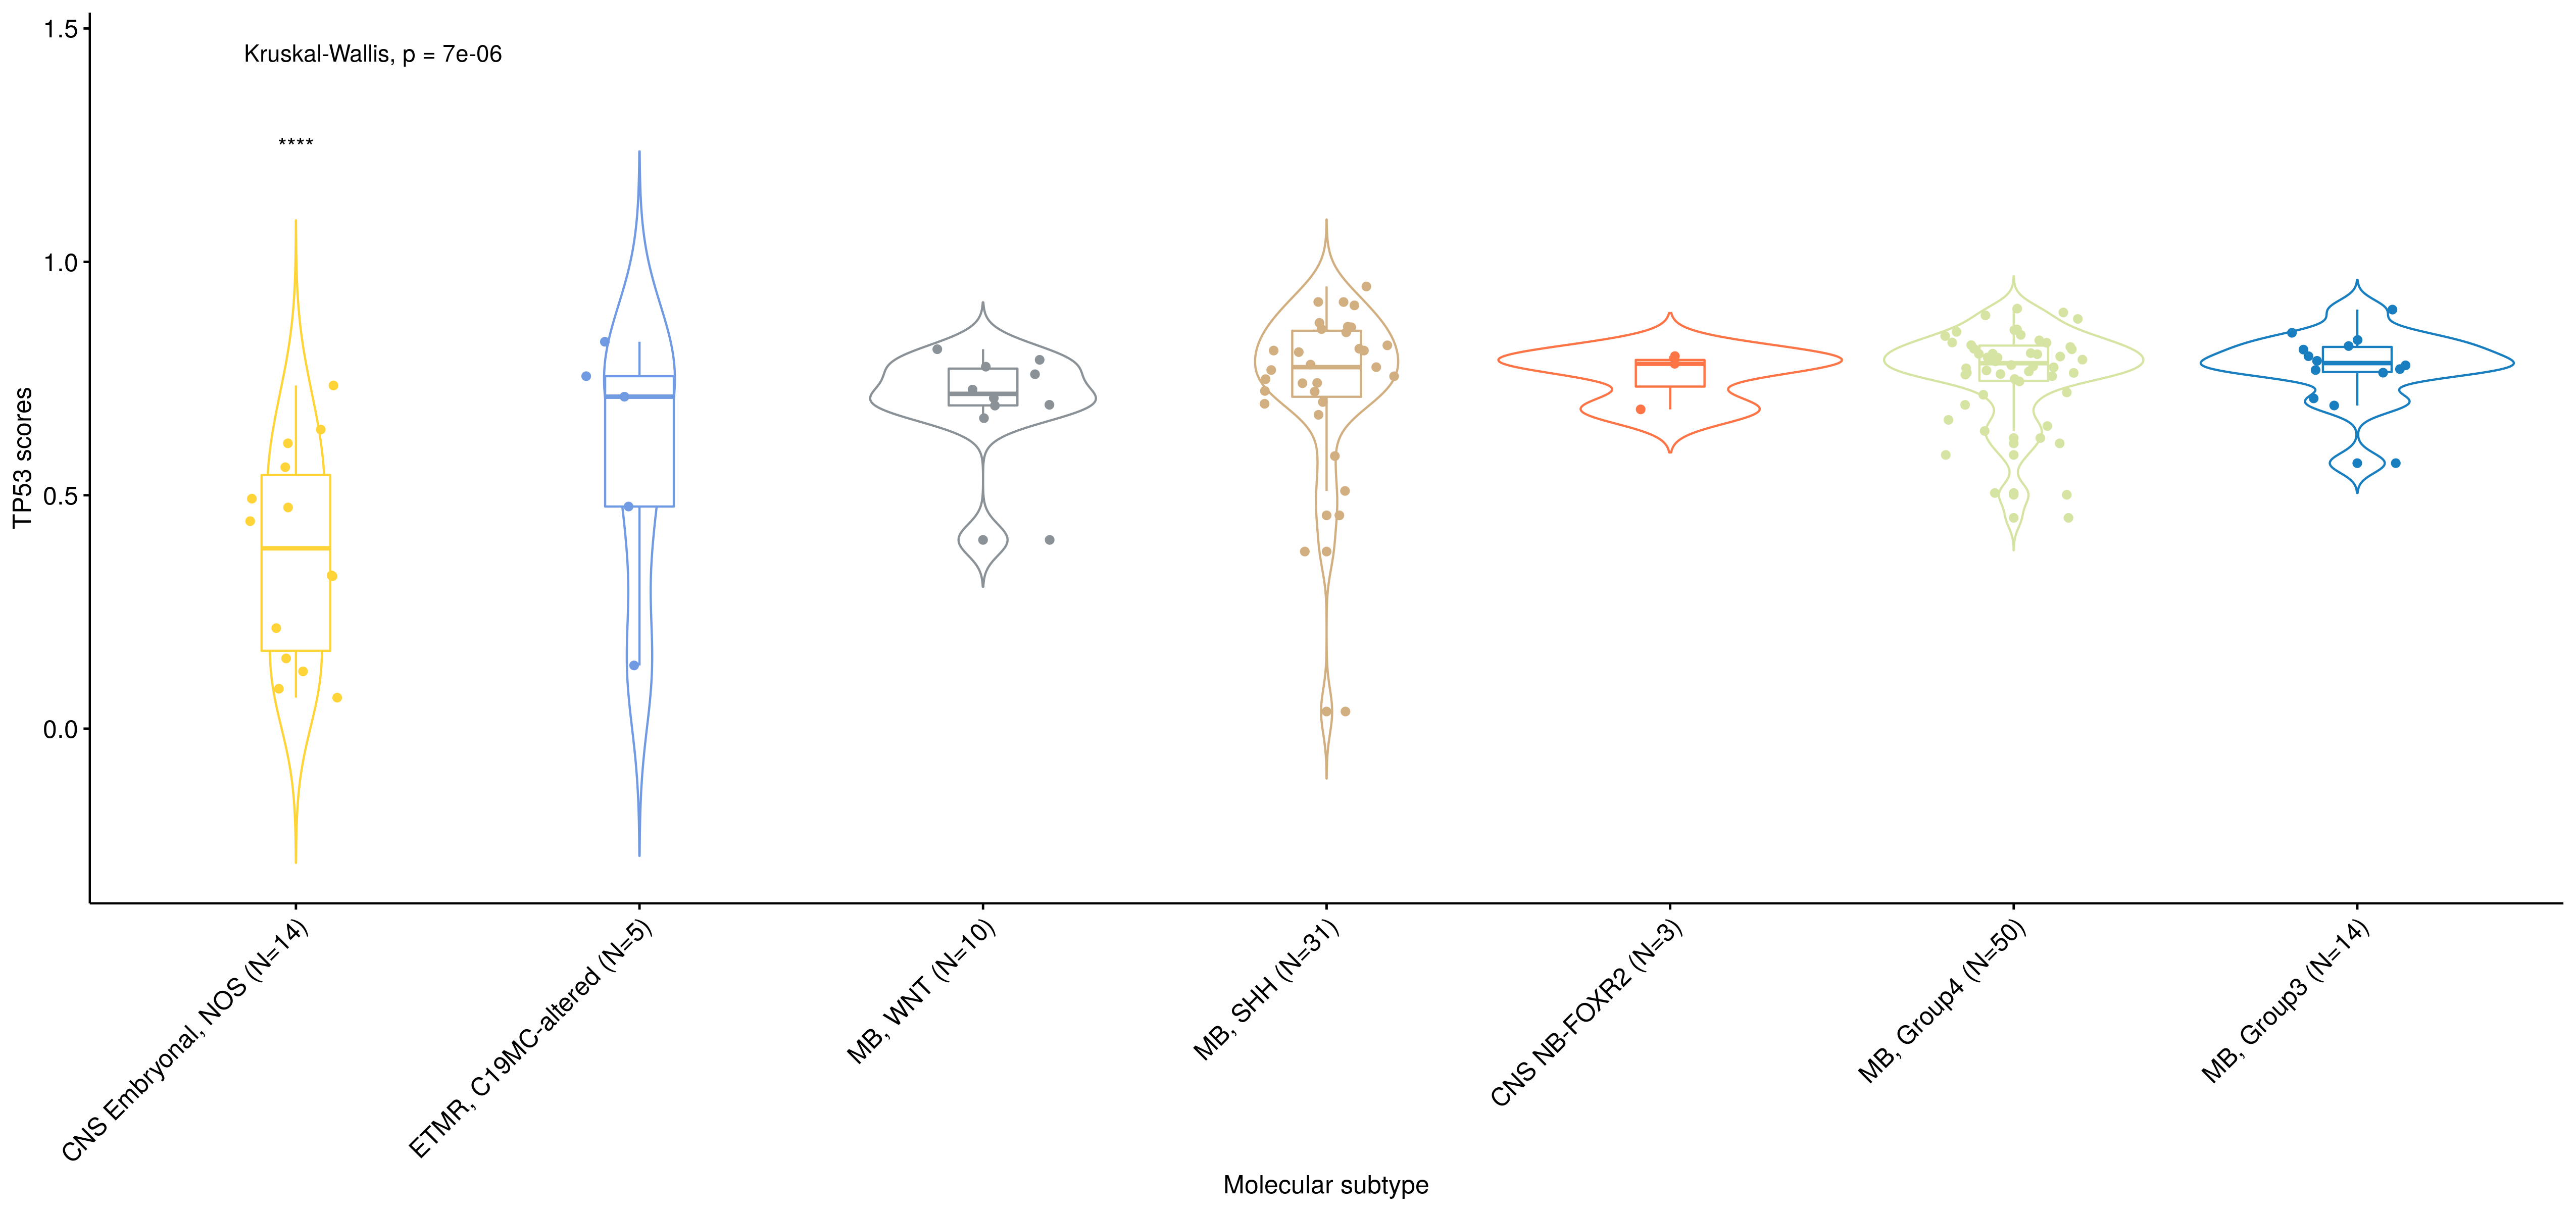 1.5
Kruskal-Wallis, p = 7e-06
****
1.0
0.5
0.0
TP53 scores
CNS Embryonal, NOS (N=14)
ETMR, C19MC-altered (N=5)
MB, WNT (N=10)
MB, SHH (N=31)
CNS NB-FOXR2 (N=3)
MB, Group4 (N=50)
MB, Group3 (N=14)
Molecular subtype